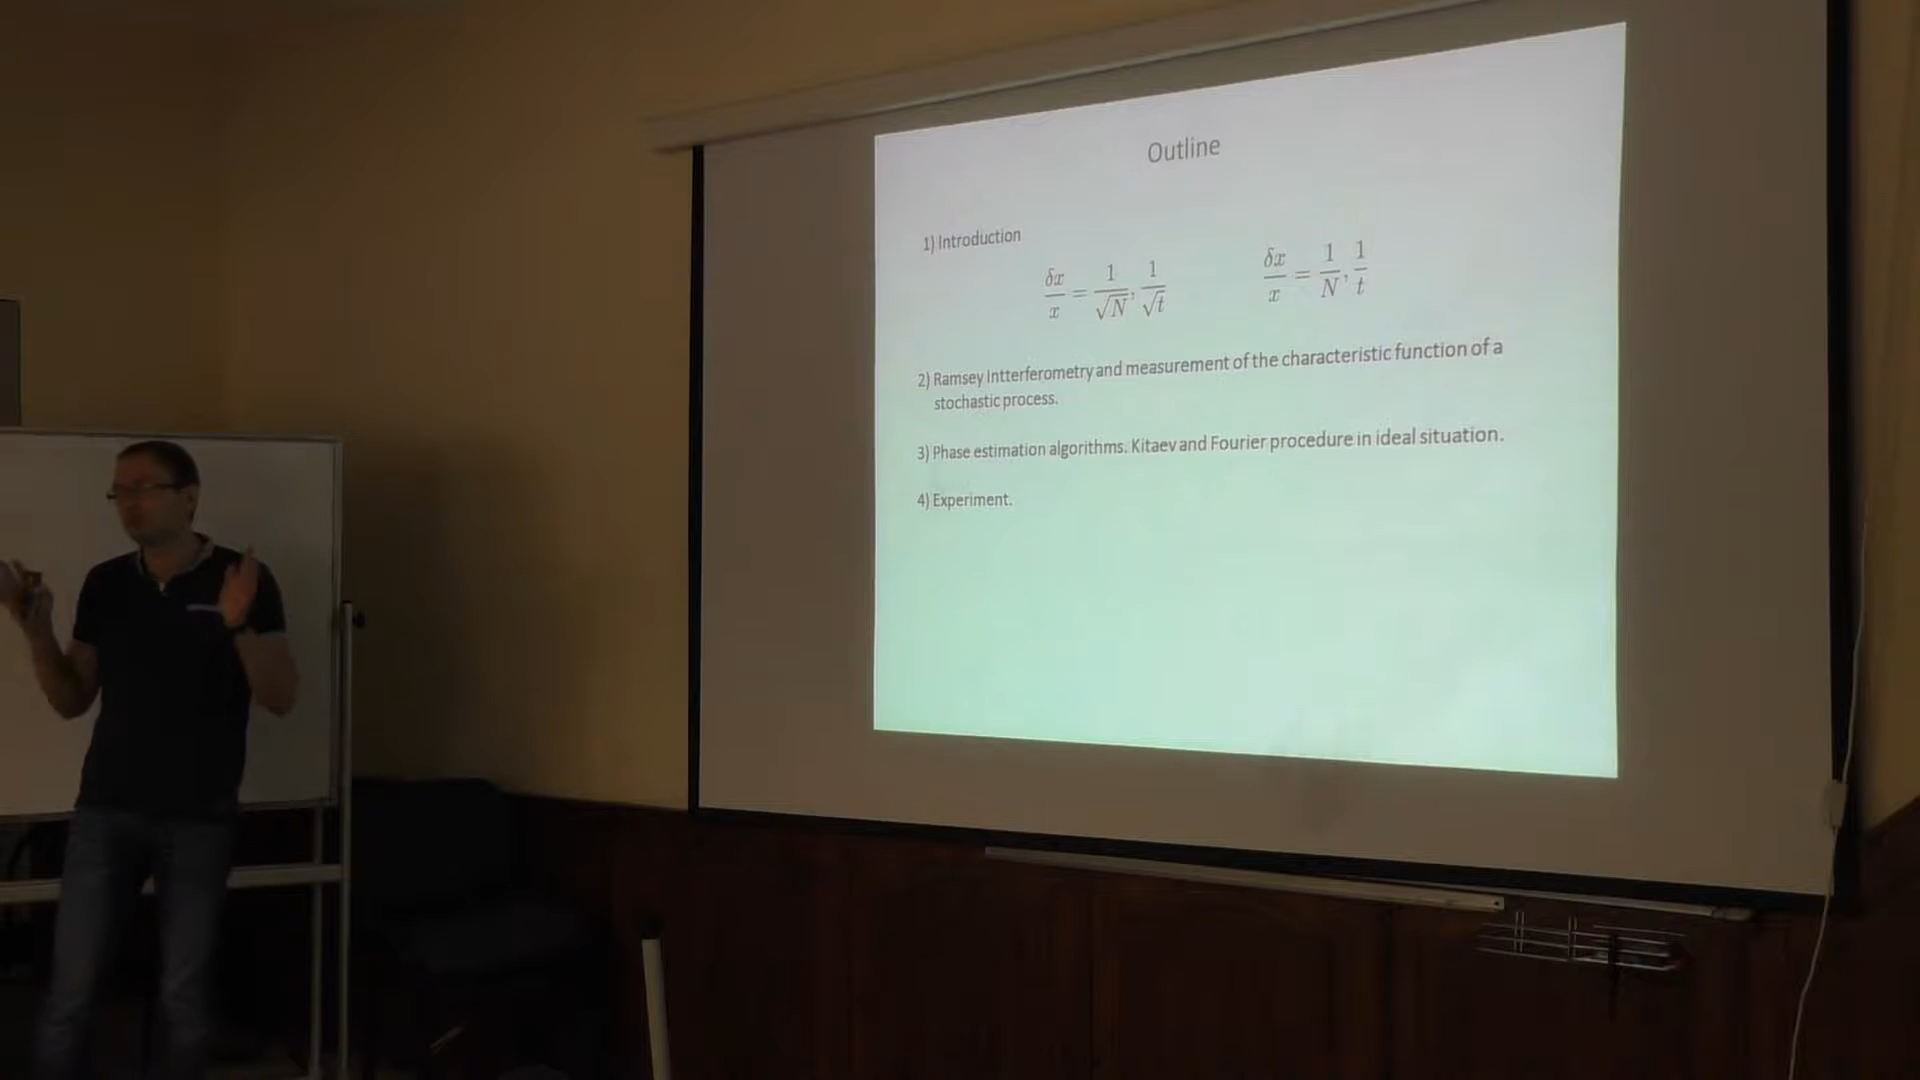 Outline
1) Introduction
δx/x = 1/√N, 1/√t    δx/x = 1/N, 1/t
2) Ramsey Intterferometry and measurement of the characteristic function of a
stochastic process.
3) Phase estimation algorithms. Kitaev and Fourier procedure in ideal situation.
4) Experiment.